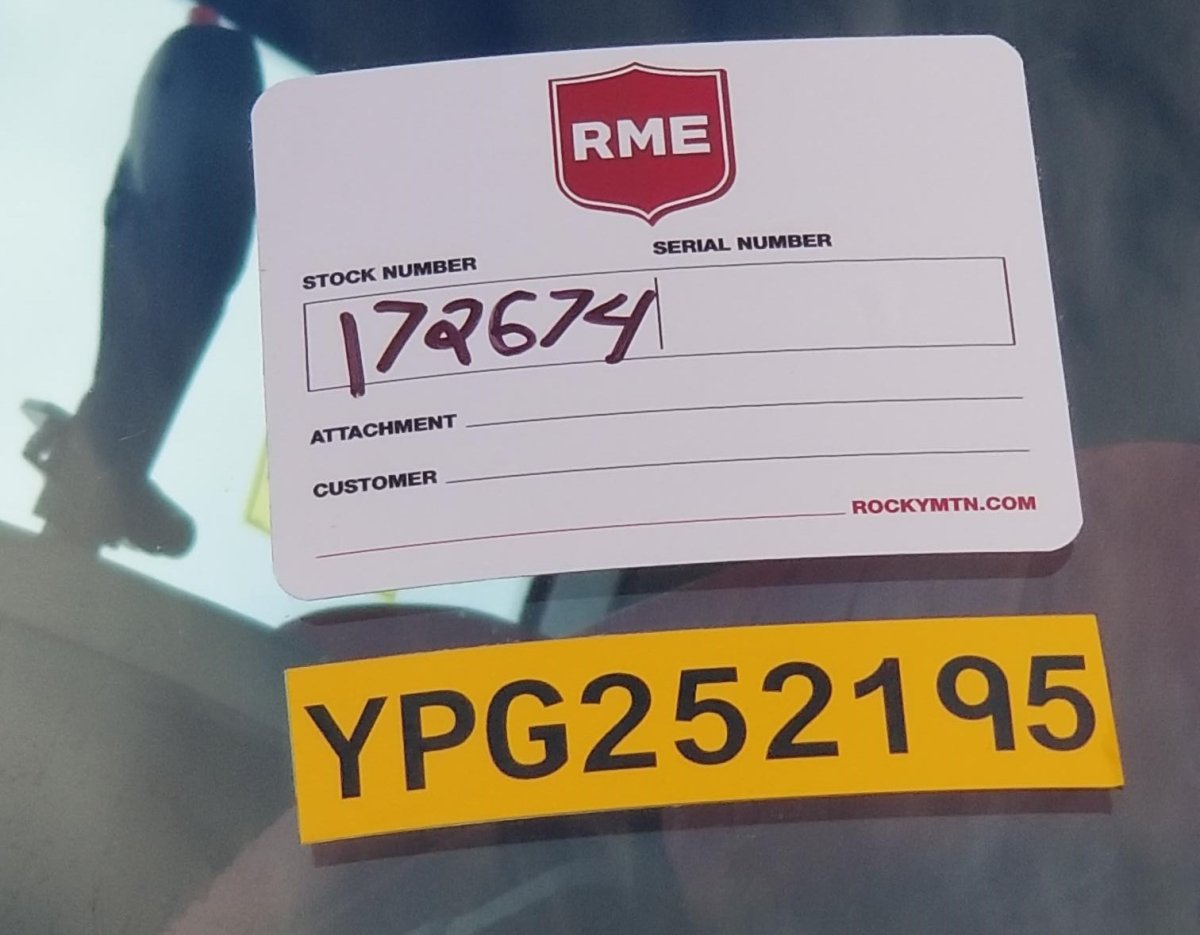 RME
STOCK NUMBER SERIAL NUMBER
172674
ATTACHMENT
CUSTOMER
ROCKYMTN.COM
YPG252195